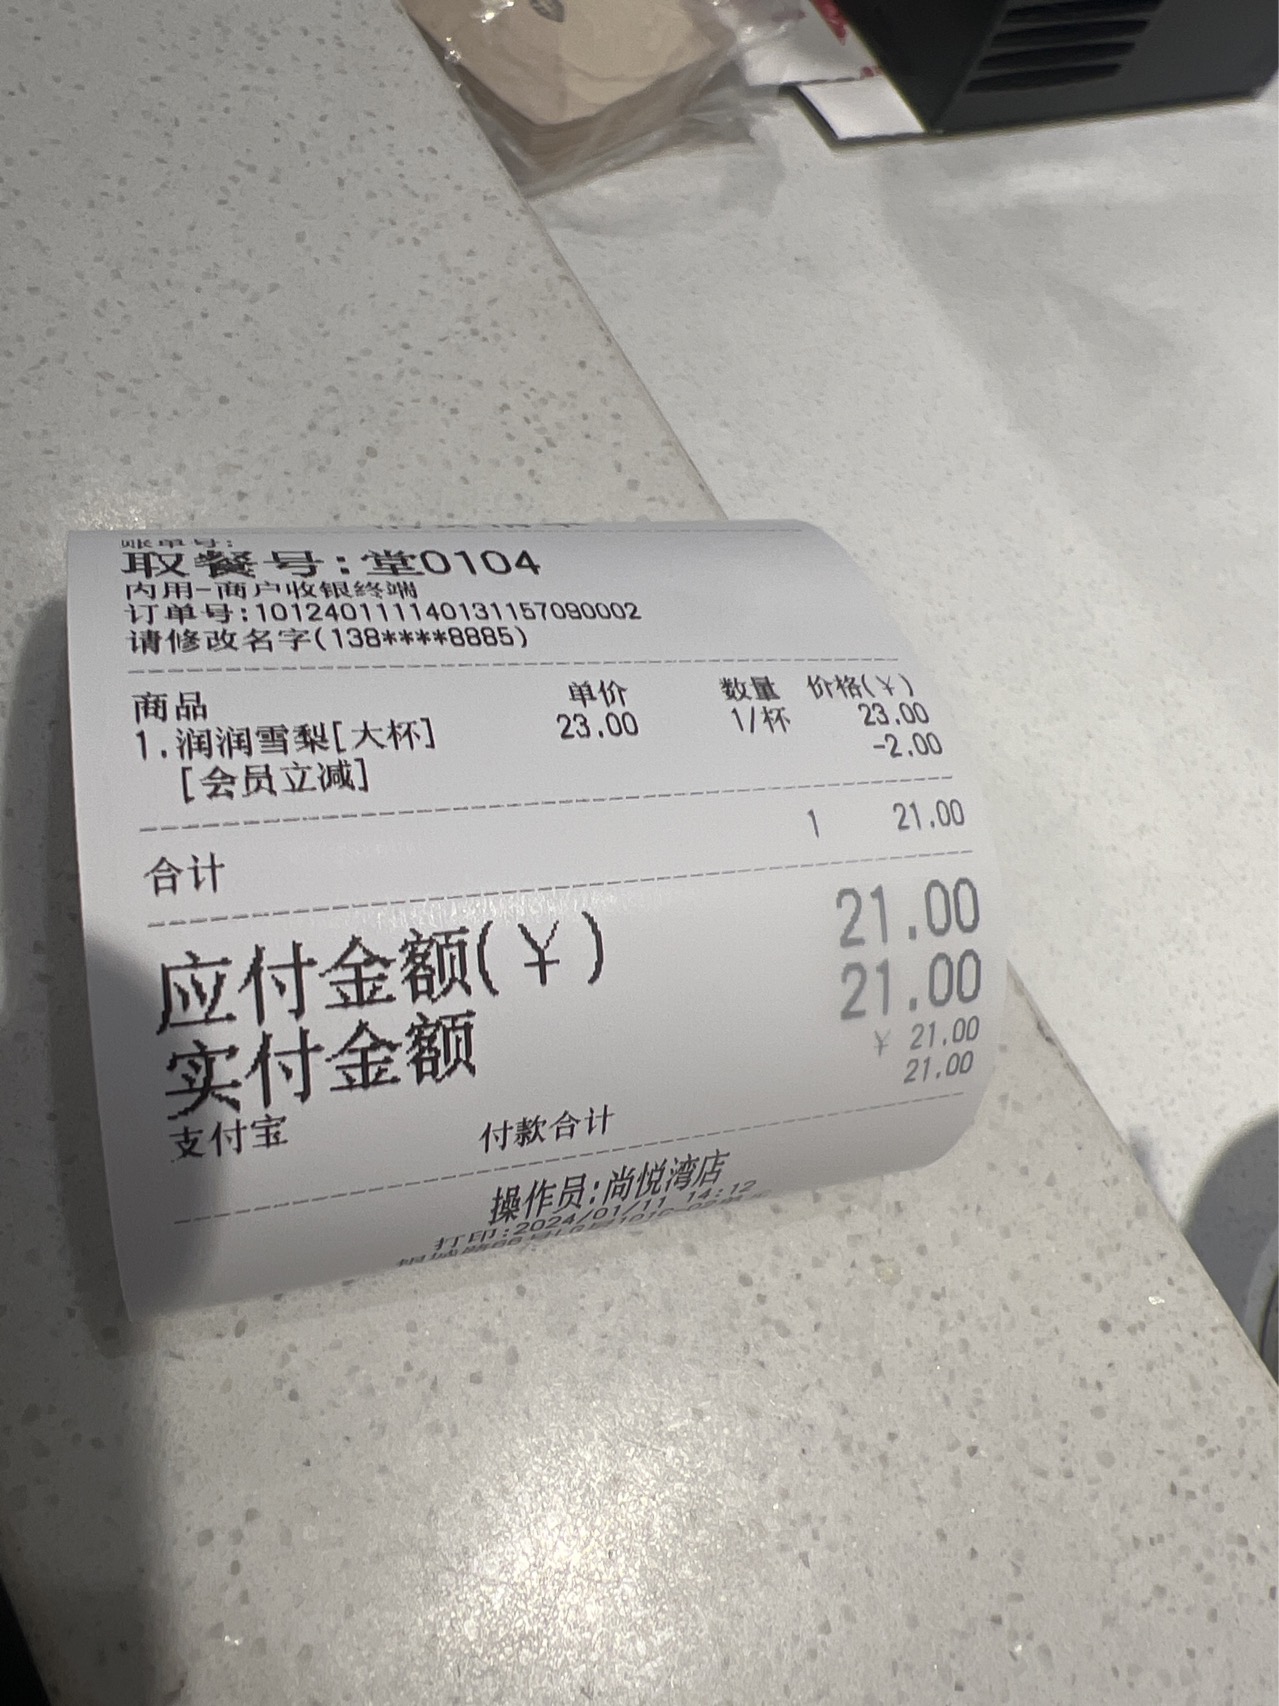 账单号:
取餐号:堂0104
内用-商户收银终端
订单号:101240111140131157090002
请修改名字(138****8885)
商品 单价 数量 价格(¥)
1.润润雪梨[大杯] 23.00 1/杯 23.00
[会员立减] -2.00
合计 1 21.00
应付金额(¥) 21.00
实付金额 21.00
支付宝 ¥ 21.00
付款合计 21.00
操作员:尚悦湾店
打印:2024/01/11 14:12